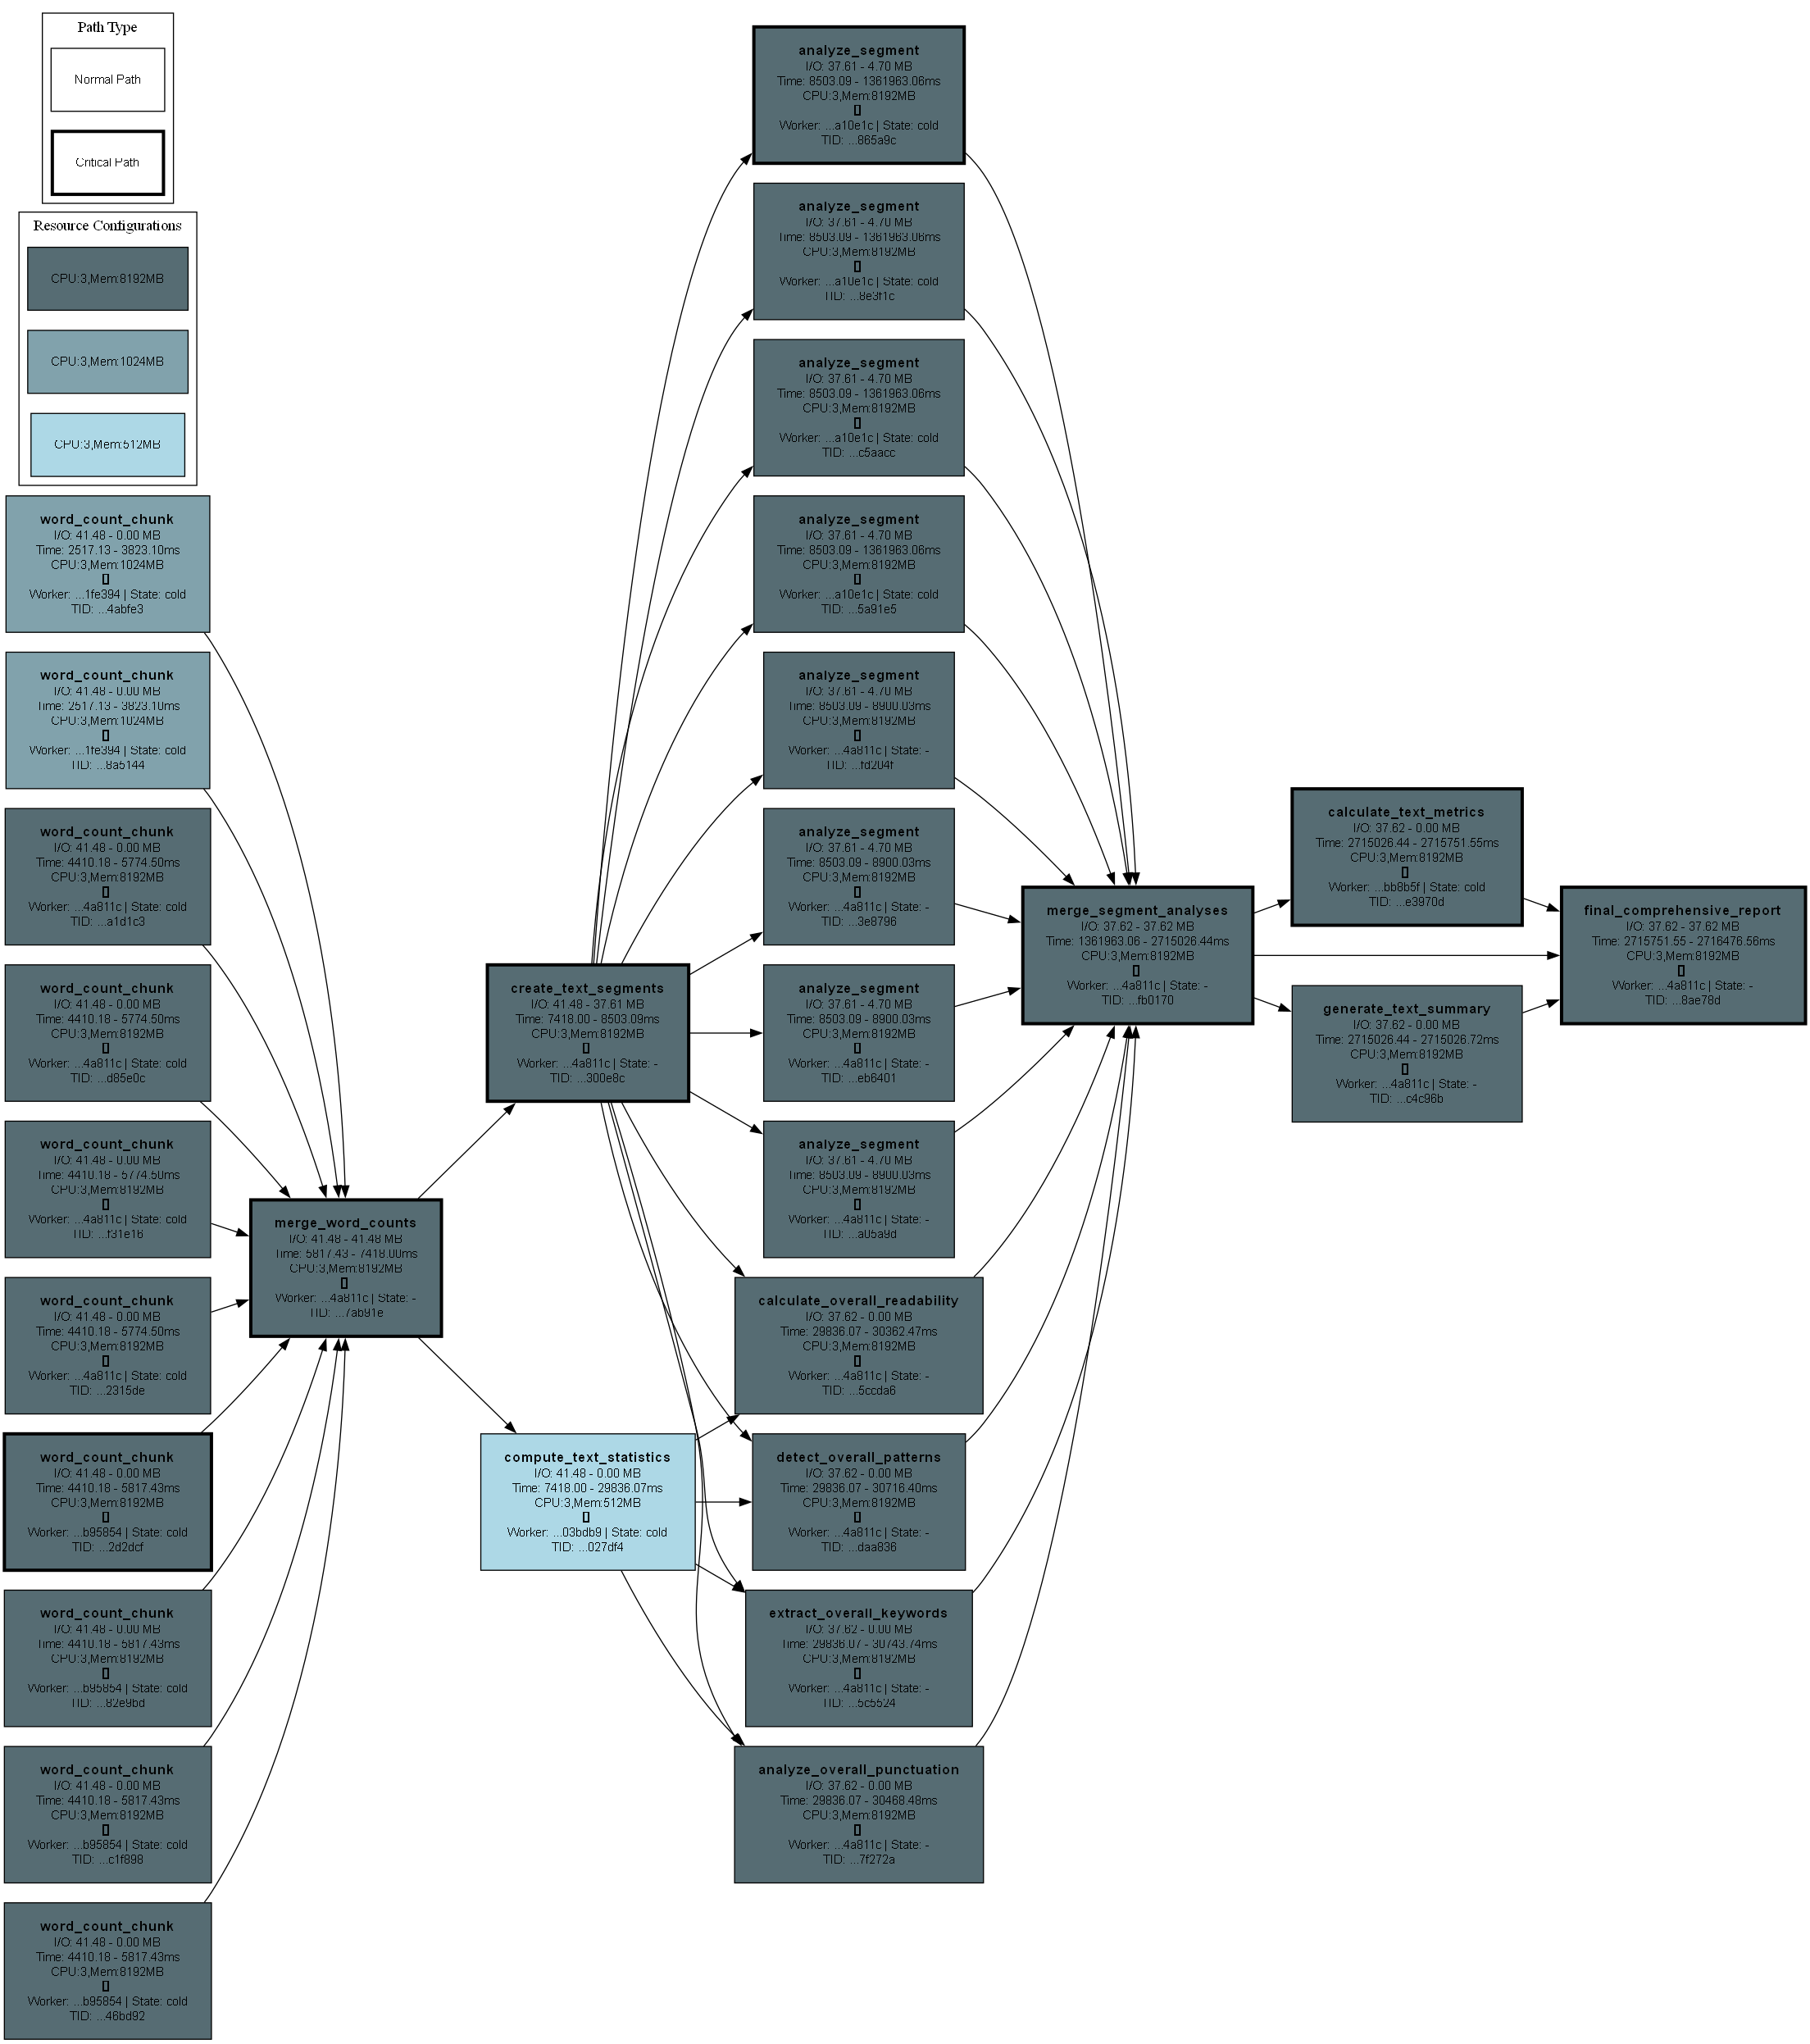 Path Type
Normal Path
Critical Path
Resource Configurations
CPU:3,Mem:8192MB
CPU:3,Mem:1024MB
CPU:3,Mem:512MB
word_count_chunk
I/O: 41.48 - 0.00 MB
Time: 2517.13 - 3823.10ms
CPU:3,Mem:1024MB
[]
Worker: ...1fe394 | State: cold
TID: ...4abfe3
word_count_chunk
I/O: 41.48 - 0.00 MB
Time: 2517.13 - 3823.10ms
CPU:3,Mem:1024MB
[]
Worker: ...1fe394 | State: cold
TID: ...8a5144
word_count_chunk
I/O: 41.48 - 0.00 MB
Time: 4410.18 - 5774.50ms
CPU:3,Mem:8192MB
[]
Worker: ...4a811c | State: cold
TID: ...a1d1c3
word_count_chunk
I/O: 41.48 - 0.00 MB
Time: 4410.18 - 5774.50ms
CPU:3,Mem:8192MB
[]
Worker: ...4a811c | State: cold
TID: ...d85e0c
word_count_chunk
I/O: 41.48 - 0.00 MB
Time: 4410.18 - 5774.50ms
CPU:3,Mem:8192MB
[]
Worker: ...4a811c | State: cold
TID: ...f31e16
word_count_chunk
I/O: 41.48 - 0.00 MB
Time: 4410.18 - 5774.50ms
CPU:3,Mem:8192MB
[]
Worker: ...4a811c | State: cold
TID: ...2315de
word_count_chunk
I/O: 41.48 - 0.00 MB
Time: 4410.18 - 5817.43ms
CPU:3,Mem:8192MB
[]
Worker: ...b95854 | State: cold
TID: ...2d2dcf
word_count_chunk
I/O: 41.48 - 0.00 MB
Time: 4410.18 - 5817.43ms
CPU:3,Mem:8192MB
[]
Worker: ...b95854 | State: cold
TID: ...82e9bd
word_count_chunk
I/O: 41.48 - 0.00 MB
Time: 4410.18 - 5817.43ms
CPU:3,Mem:8192MB
[]
Worker: ...b95854 | State: cold
TID: ...c1f898
word_count_chunk
I/O: 41.48 - 0.00 MB
Time: 4410.18 - 5817.43ms
CPU:3,Mem:8192MB
[]
Worker: ...b95854 | State: cold
TID: ...46bd92
merge_word_counts
I/O: 41.48 - 41.48 MB
Time: 5817.43 - 7418.00ms
CPU:3,Mem:8192MB
[]
Worker: ...4a811c | State: -
TID: ...7ab91e
create_text_segments
I/O: 41.48 - 37.61 MB
Time: 7418.00 - 8503.09ms
CPU:3,Mem:8192MB
[]
Worker: ...4a811c | State: -
TID: ...300e8c
compute_text_statistics
I/O: 41.48 - 0.00 MB
Time: 7418.00 - 29836.07ms
CPU:3,Mem:512MB
[]
Worker: ...03bdb9 | State: cold
TID: ...027df4
analyze_segment
I/O: 37.61 - 4.70 MB
Time: 8503.09 - 1361963.06ms
CPU:3,Mem:8192MB
[]
Worker: ...a10e1c | State: cold
TID: ...865a9c
analyze_segment
I/O: 37.61 - 4.70 MB
Time: 8503.09 - 1361963.06ms
CPU:3,Mem:8192MB
[]
Worker: ...a10e1c | State: cold
TID: ...8e3f1c
analyze_segment
I/O: 37.61 - 4.70 MB
Time: 8503.09 - 1361963.06ms
CPU:3,Mem:8192MB
[]
Worker: ...a10e1c | State: cold
TID: ...c5aacc
analyze_segment
I/O: 37.61 - 4.70 MB
Time: 8503.09 - 1361963.06ms
CPU:3,Mem:8192MB
[]
Worker: ...a10e1c | State: cold
TID: ...5a91e5
analyze_segment
I/O: 37.61 - 4.70 MB
Time: 8503.09 - 8900.03ms
CPU:3,Mem:8192MB
[]
Worker: ...4a811c | State: -
TID: ...fd204f
analyze_segment
I/O: 37.61 - 4.70 MB
Time: 8503.09 - 8900.03ms
CPU:3,Mem:8192MB
[]
Worker: ...4a811c | State: -
TID: ...3e8796
analyze_segment
I/O: 37.61 - 4.70 MB
Time: 8503.09 - 8900.03ms
CPU:3,Mem:8192MB
[]
Worker: ...4a811c | State: -
TID: ...eb6401
analyze_segment
I/O: 37.61 - 4.70 MB
Time: 8503.09 - 8900.03ms
CPU:3,Mem:8192MB
[]
Worker: ...4a811c | State: -
TID: ...a05a9d
calculate_overall_readability
I/O: 37.62 - 0.00 MB
Time: 29836.07 - 30362.47ms
CPU:3,Mem:8192MB
[]
Worker: ...4a811c | State: -
TID: ...5ccda6
detect_overall_patterns
I/O: 37.62 - 0.00 MB
Time: 29836.07 - 30716.40ms
CPU:3,Mem:8192MB
[]
Worker: ...4a811c | State: -
TID: ...daa836
extract_overall_keywords
I/O: 37.62 - 0.00 MB
Time: 29836.07 - 30743.74ms
CPU:3,Mem:8192MB
[]
Worker: ...4a811c | State: -
TID: ...5c5524
analyze_overall_punctuation
I/O: 37.62 - 0.00 MB
Time: 29836.07 - 30468.48ms
CPU:3,Mem:8192MB
[]
Worker: ...4a811c | State: -
TID: ...7f272a
merge_segment_analyses
I/O: 37.62 - 37.62 MB
Time: 1361963.06 - 2715026.44ms
CPU:3,Mem:8192MB
[]
Worker: ...4a811c | State: -
TID: ...fb0170
calculate_text_metrics
I/O: 37.62 - 0.00 MB
Time: 2715026.44 - 2715751.55ms
CPU:3,Mem:8192MB
[]
Worker: ...bb8b5f | State: cold
TID: ...e3970d
generate_text_summary
I/O: 37.62 - 0.00 MB
Time: 2715026.44 - 2715026.72ms
CPU:3,Mem:8192MB
[]
Worker: ...4a811c | State: -
TID: ...c4c96b
final_comprehensive_report
I/O: 37.62 - 37.62 MB
Time: 2715751.55 - 2716476.56ms
CPU:3,Mem:8192MB
[]
Worker: ...4a811c | State: -
TID: ...8ae78d